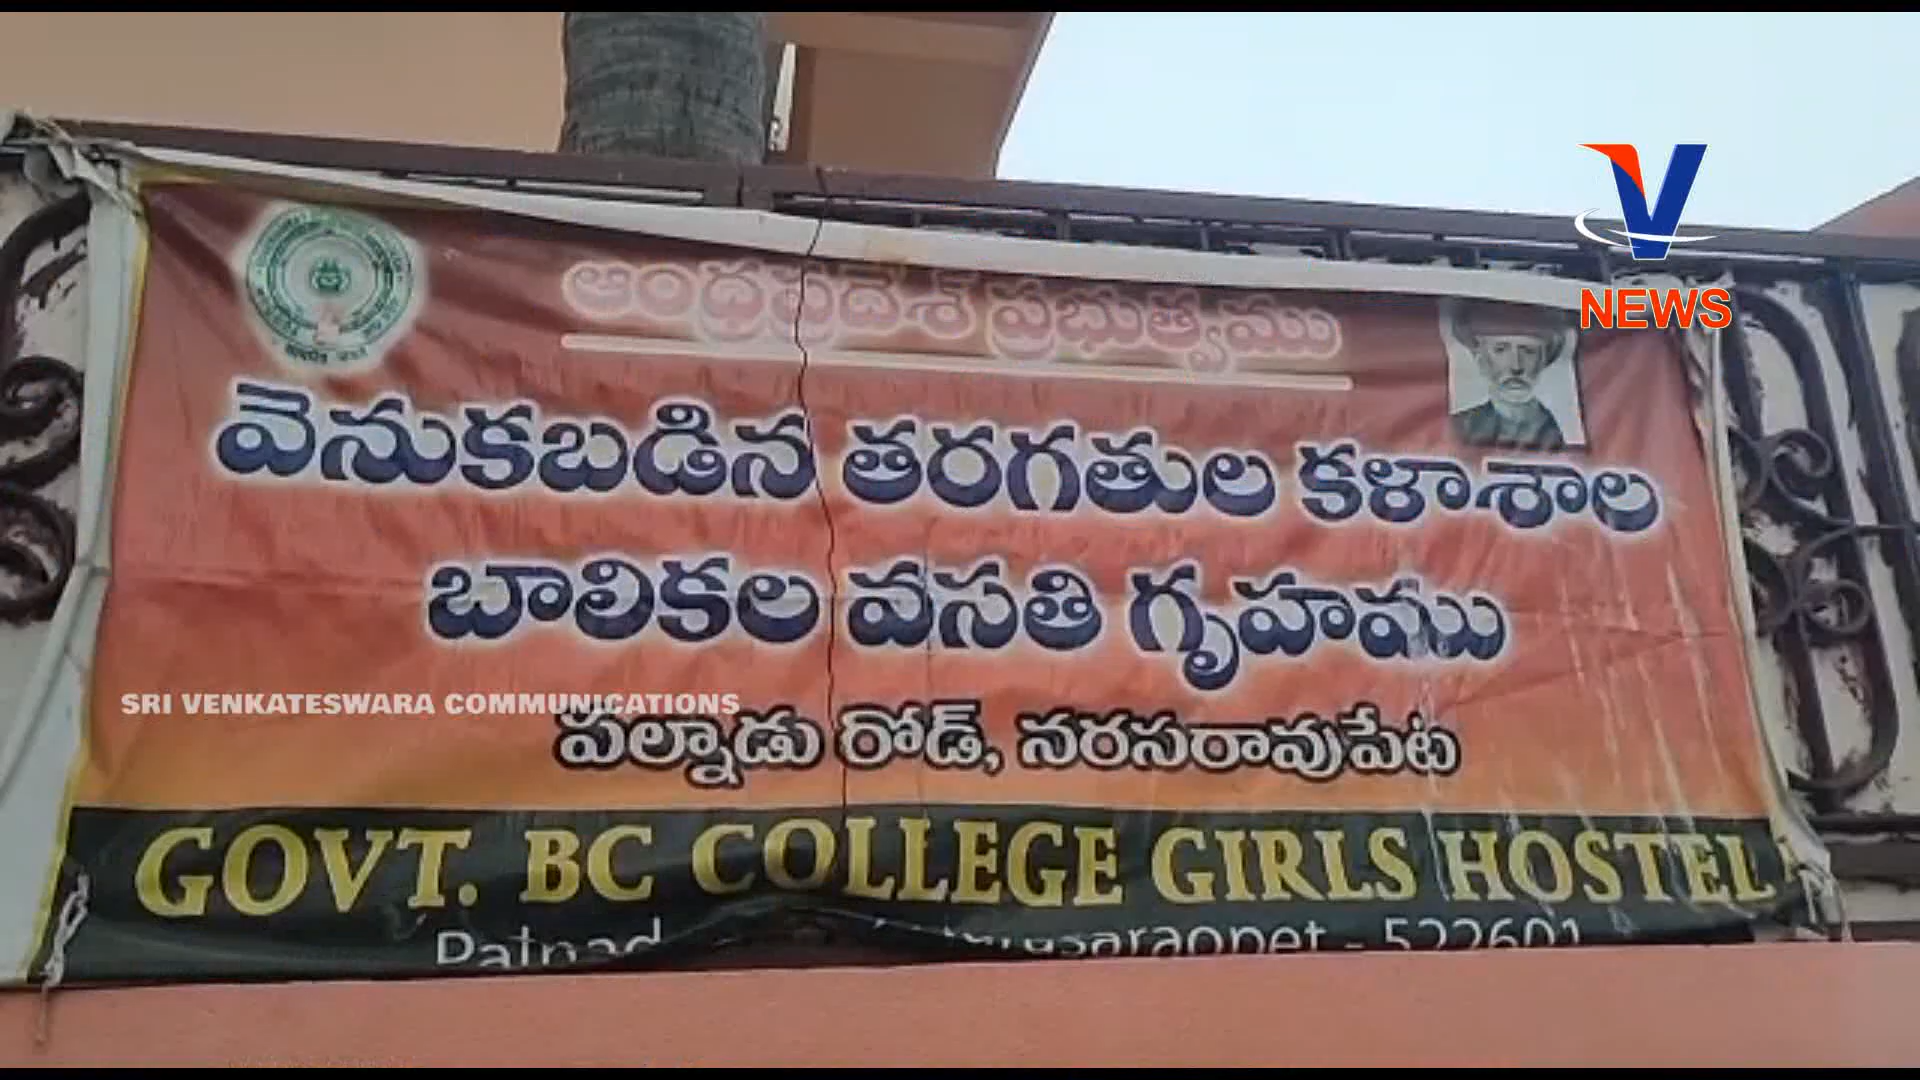 V
NEWS
ఆంధ్రప్రదేశ్ ప్రభుత్వము
వెనుకబడిన తరగతుల కళాశాల
బాలికల వసతి గృహము
SRI VENKATESWARA COMMUNICATIONS
పల్నాడు రోడ్, నరసరావుపేట
GOVT. BC COLLEGE GIRLS HOSTEL
522601